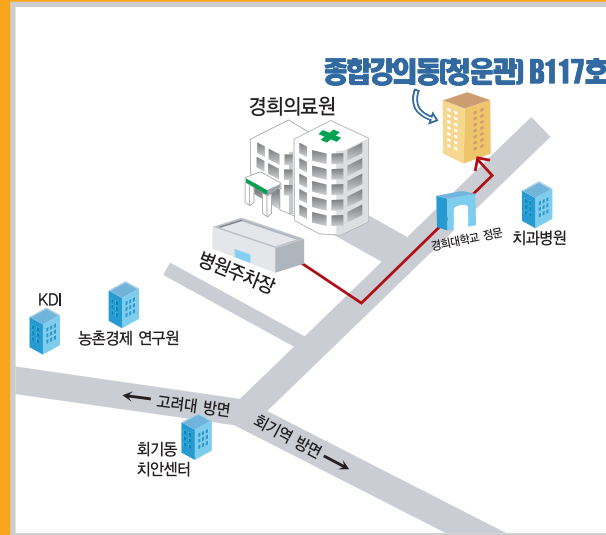 종합강의동(청운관) B117호
경희의료원
경희대학교 정문
치과병원
병원주차장
KDI
농촌경제 연구원
← 고려대 방면
회기역 방면 →
회기동
치안센터